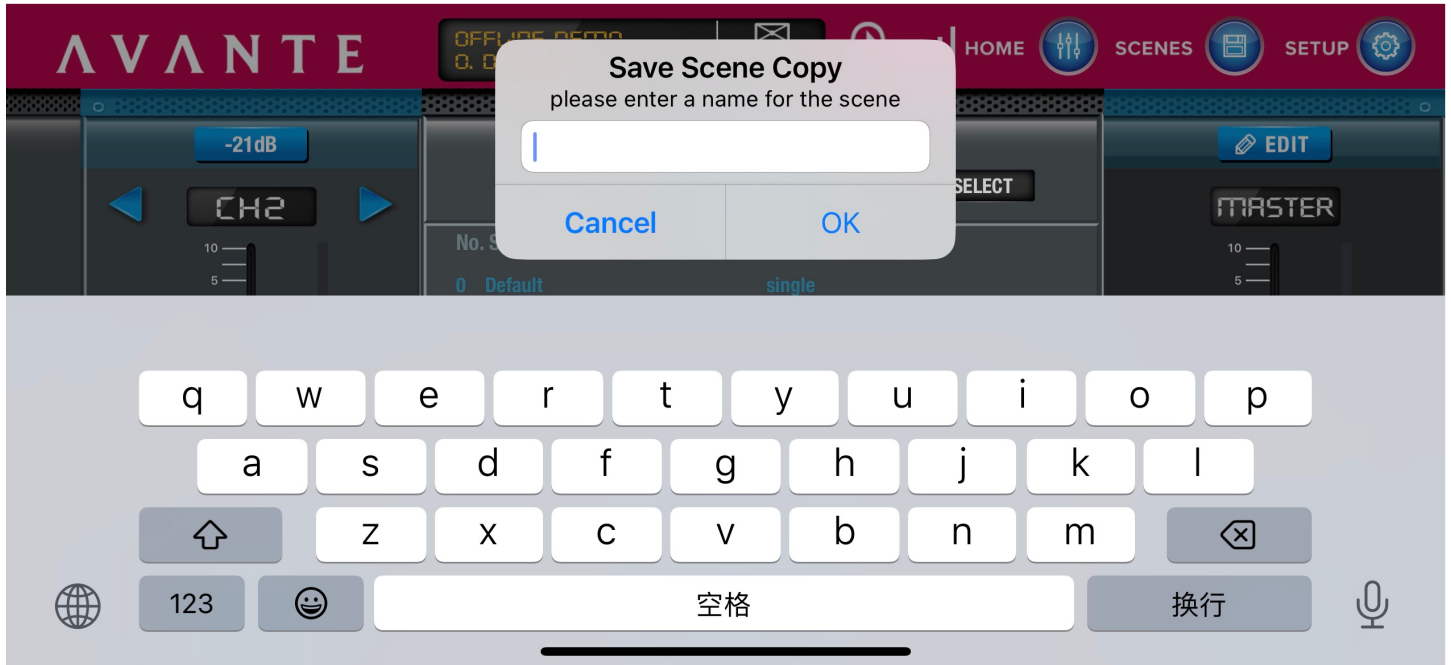 AVANTE
HOME
SCENES
SETUP
Save Scene Copy
please enter a name for the scene
-21dB
EDIT
SELECT
CH2
MASTER
Cancel
OK
10
5
10
5
No.
0 Default single
q w e r t y u i o p
a s d f g h j k l
z x c v b n m
123
空格
换行